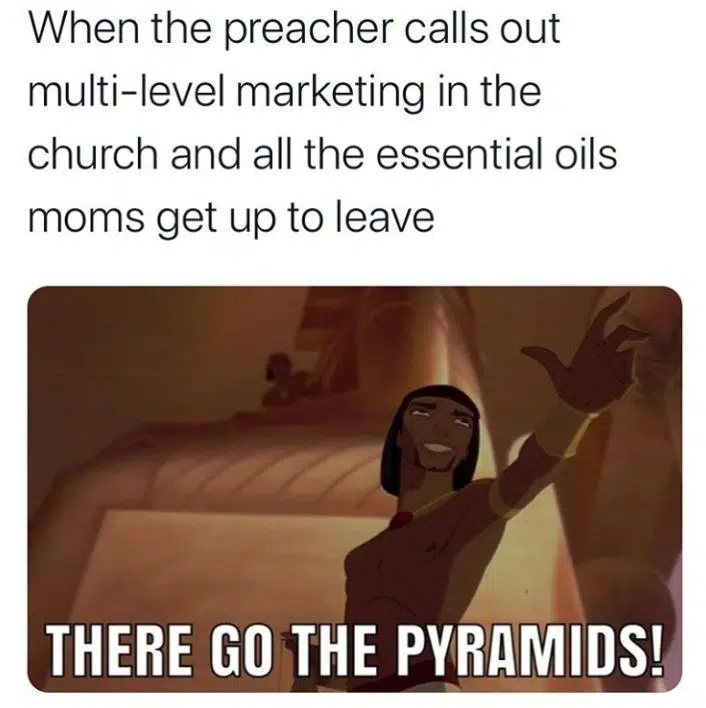 When the preacher calls out
multi-level marketing in the
church and all the essential oils
moms get up to leave
THERE GO THE PYRAMIDS!